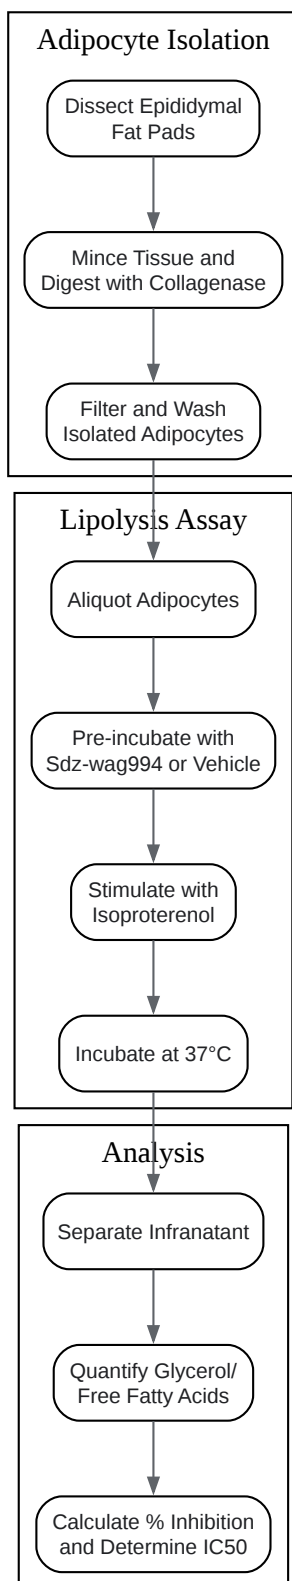 Adipocyte Isolation
Dissect Epididymal
Fat Pads
Mince Tissue and
Digest with Collagenase
Filter and Wash
Isolated Adipocytes
Lipolysis Assay
Aliquot Adipocytes
Pre-incubate with
Sdz-wag994 or Vehicle
Stimulate with
Isoproterenol
Incubate at 37°C
Analysis
Separate Infranatant
Quantify Glycerol/
Free Fatty Acids
Calculate % Inhibition
and Determine IC50